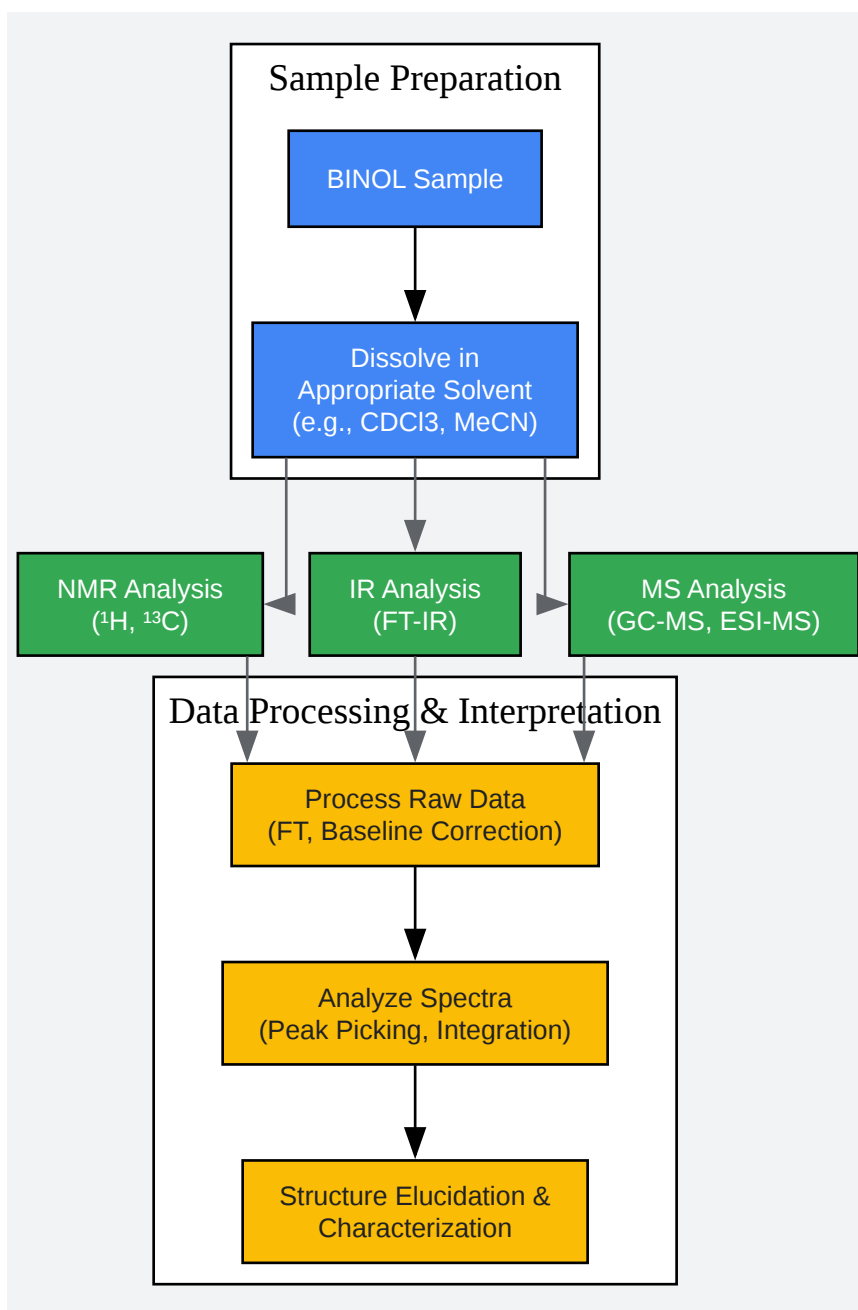 Sample Preparation
BINOL Sample
Dissolve in
Appropriate Solvent
(e.g., CDCl3, MeCN)
NMR Analysis
(¹H, ¹³C)
IR Analysis
(FT-IR)
MS Analysis
(GC-MS, ESI-MS)
Data Processing & Interpretation
Process Raw Data
(FT, Baseline Correction)
Analyze Spectra
(Peak Picking, Integration)
Structure Elucidation &
Characterization